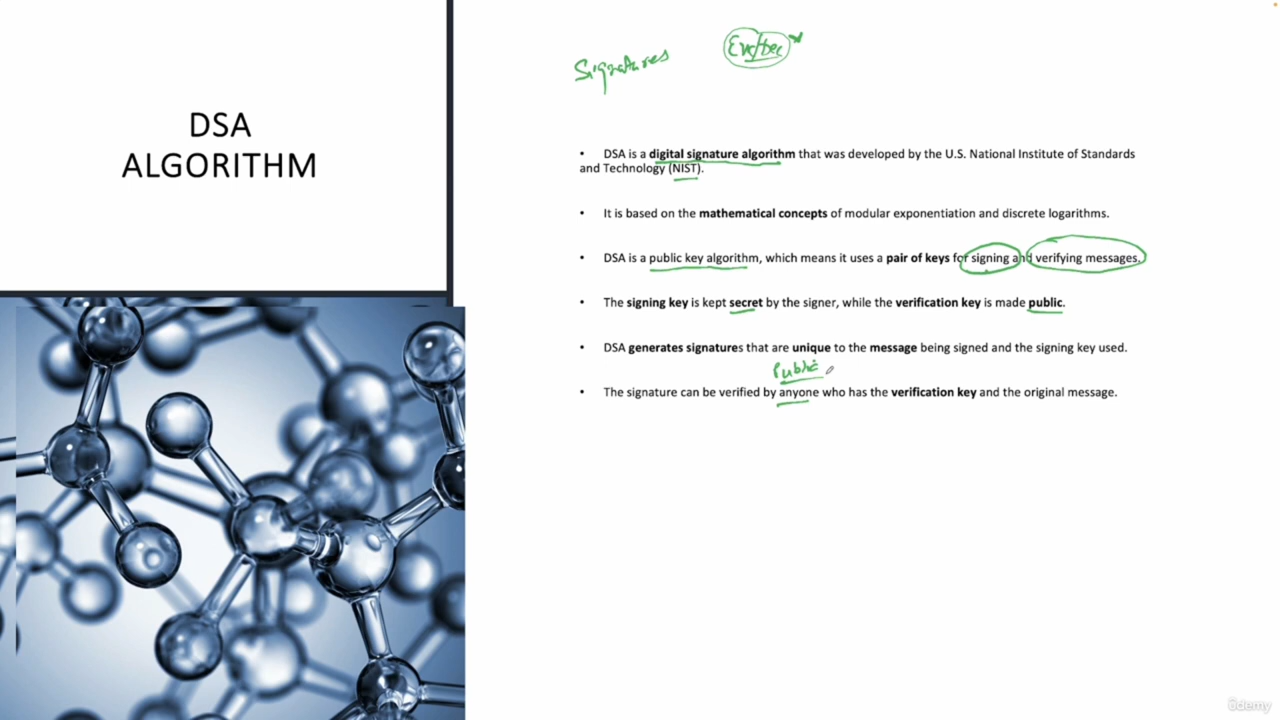 DSA
ALGORITHM
Signatures
Enc/Dec
• DSA is a digital signature algorithm that was developed by the U.S. National Institute of Standards
and Technology (NIST).
• It is based on the mathematical concepts of modular exponentiation and discrete logarithms.
• DSA is a public key algorithm, which means it uses a pair of keys for signing and verifying messages.
• The signing key is kept secret by the signer, while the verification key is made public.
• DSA generates signatures that are unique to the message being signed and the signing key used.
Public
• The signature can be verified by anyone who has the verification key and the original message.
ûdemy